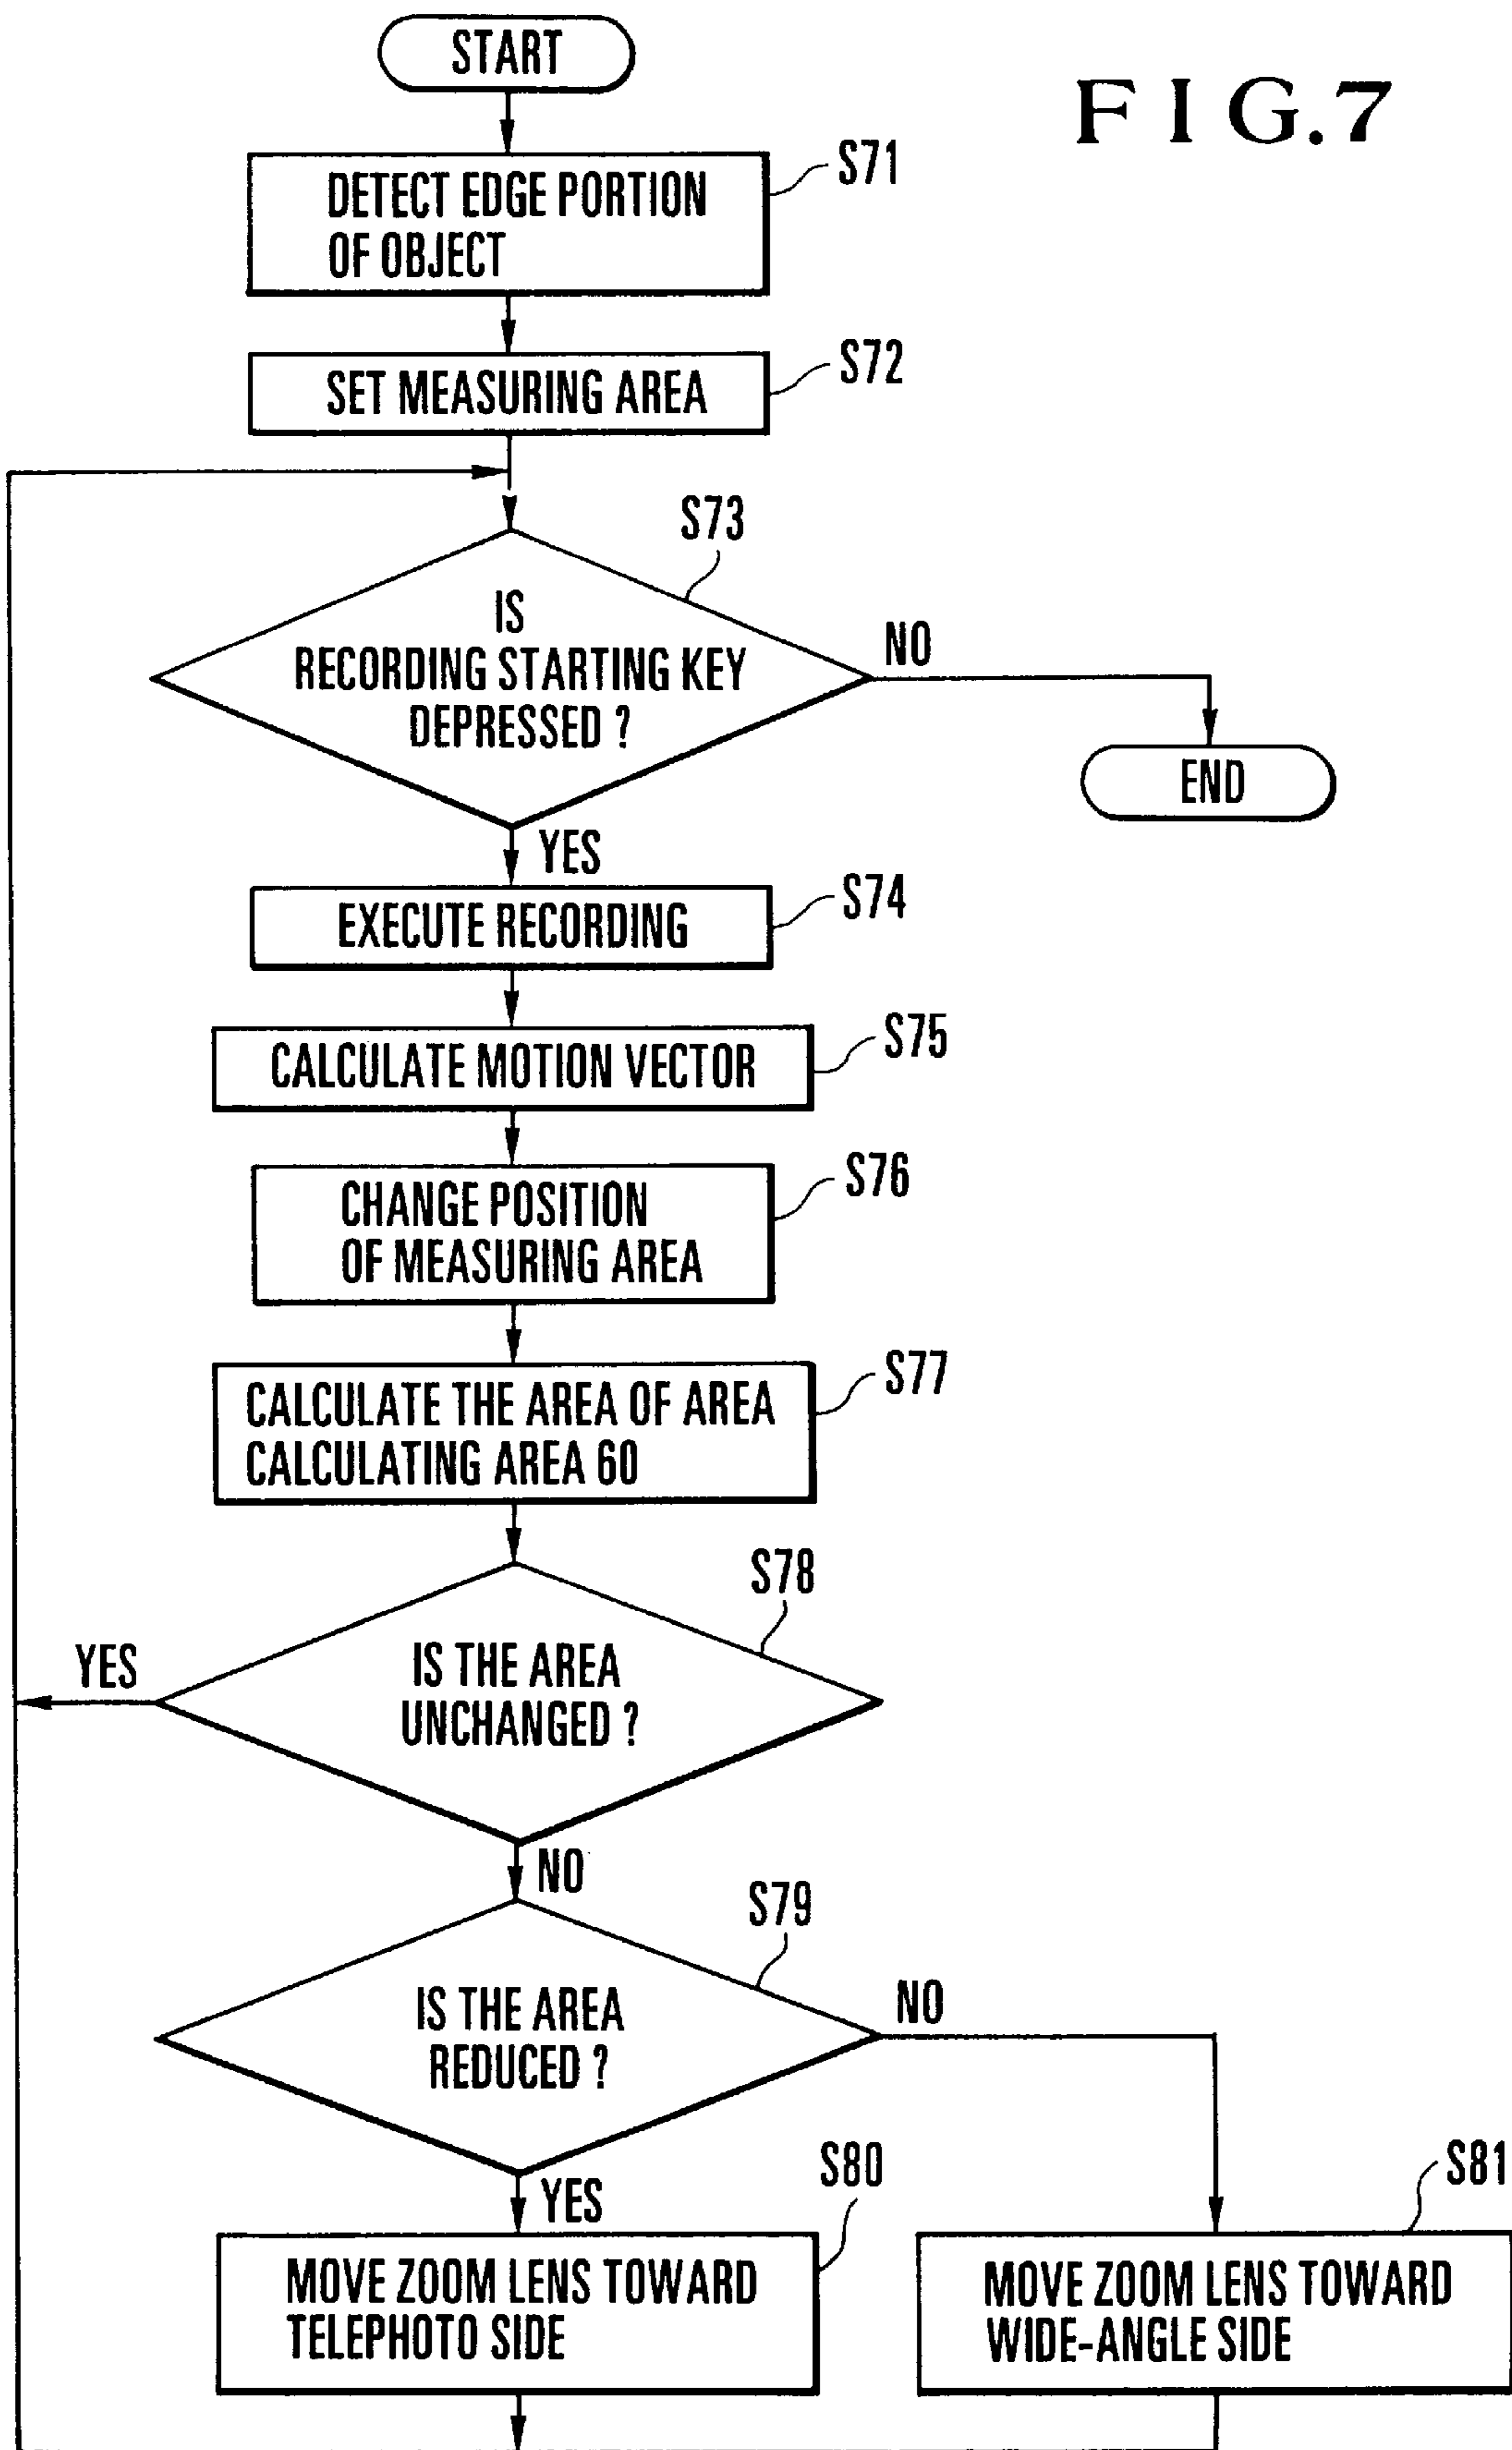 START
F I G.7
S71
DETECT EDGE PORTION
OF OBJECT
S72
SET MEASURING AREA
S73
IS
RECORDING STARTING KEY
DEPRESSED ?
NO
END
YES
S74
EXECUTE RECORDING
S75
CALCULATE MOTION VECTOR
S76
CHANGE POSITION
OF MEASURING AREA
S77
CALCULATE THE AREA OF AREA
CALCULATING AREA 60
S78
YES
IS THE AREA
UNCHANGED ?
NO
S79
IS THE AREA
REDUCED ?
NO
YES
S80
MOVE ZOOM LENS TOWARD
TELEPHOTO SIDE
S81
MOVE ZOOM LENS TOWARD
WIDE-ANGLE SIDE